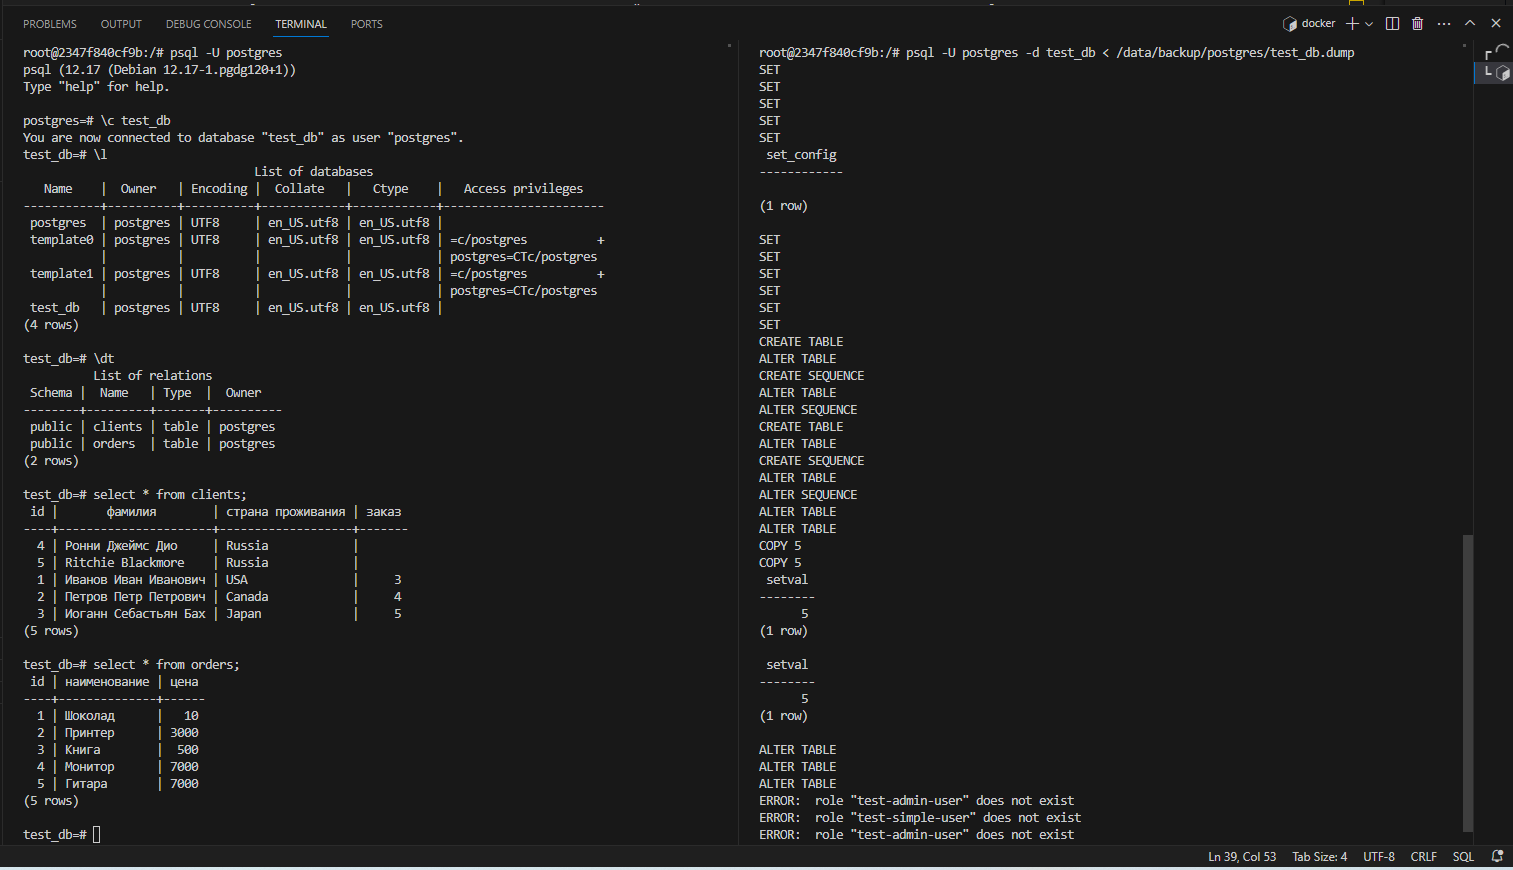 PROBLEMS OUTPUT DEBUG CONSOLE TERMINAL PORTS
docker
root@2347f840cf9b:/# psql -U postgres
psql (12.17 (Debian 12.17-1.pgdg120+1))
Type "help" for help.
postgres=# \c test_db
You are now connected to database "test_db" as user "postgres".
test_db=# \l
List of databases
Name | Owner | Encoding | Collate | Ctype | Access privileges
-----------+----------+----------+------------+------------+-----------------------
postgres | postgres | UTF8 | en_US.utf8 | en_US.utf8 |
template0 | postgres | UTF8 | en_US.utf8 | en_US.utf8 | =c/postgres +
| | | | | postgres=CTc/postgres
template1 | postgres | UTF8 | en_US.utf8 | en_US.utf8 | =c/postgres +
| | | | | postgres=CTc/postgres
test_db | postgres | UTF8 | en_US.utf8 | en_US.utf8 |
(4 rows)
test_db=# \dt
List of relations
Schema | Name | Type | Owner
--------+---------+-------+----------
public | clients | table | postgres
public | orders | table | postgres
(2 rows)
test_db=# select * from clients;
id | фамилия | страна проживания | заказ
----+----------------------+-------------------+-------
4 | Ронни Джеймс Дио | Russia |
5 | Ritchie Blackmore | Russia |
1 | Иванов Иван Иванович | USA | 3
2 | Петров Петр Петрович | Canada | 4
3 | Иоганн Себастьян Бах | Japan | 5
(5 rows)
test_db=# select * from orders;
id | наименование | цена
----+--------------+------
1 | Шоколад | 10
2 | Принтер | 3000
3 | Книга | 500
4 | Монитор | 7000
5 | Гитара | 7000
(5 rows)
test_db=#
root@2347f840cf9b:/# psql -U postgres -d test_db < /data/backup/postgres/test_db.dump
SET
SET
SET
SET
SET
set_config
------------
(1 row)
SET
SET
SET
SET
SET
SET
CREATE TABLE
ALTER TABLE
CREATE SEQUENCE
ALTER TABLE
ALTER SEQUENCE
CREATE TABLE
ALTER TABLE
CREATE SEQUENCE
ALTER TABLE
ALTER SEQUENCE
ALTER TABLE
ALTER TABLE
COPY 5
COPY 5
setval
--------
5
(1 row)
setval
--------
5
(1 row)
ALTER TABLE
ALTER TABLE
ALTER TABLE
ERROR: role "test-admin-user" does not exist
ERROR: role "test-simple-user" does not exist
ERROR: role "test-admin-user" does not exist
Ln 39, Col 53 Tab Size: 4 UTF-8 CRLF SQL